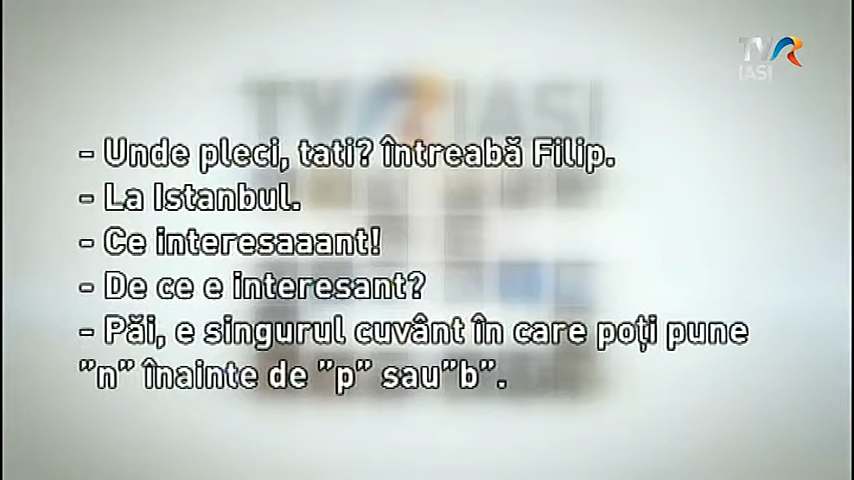 TVR
IAȘI
– Unde pleci, tati? întreabă Filip.
– La Istanbul.
– Ce interesaaant!
– De ce e interesant?
– Păi, e singurul cuvânt în care poți pune
”n” înainte de ”p” sau”b”.